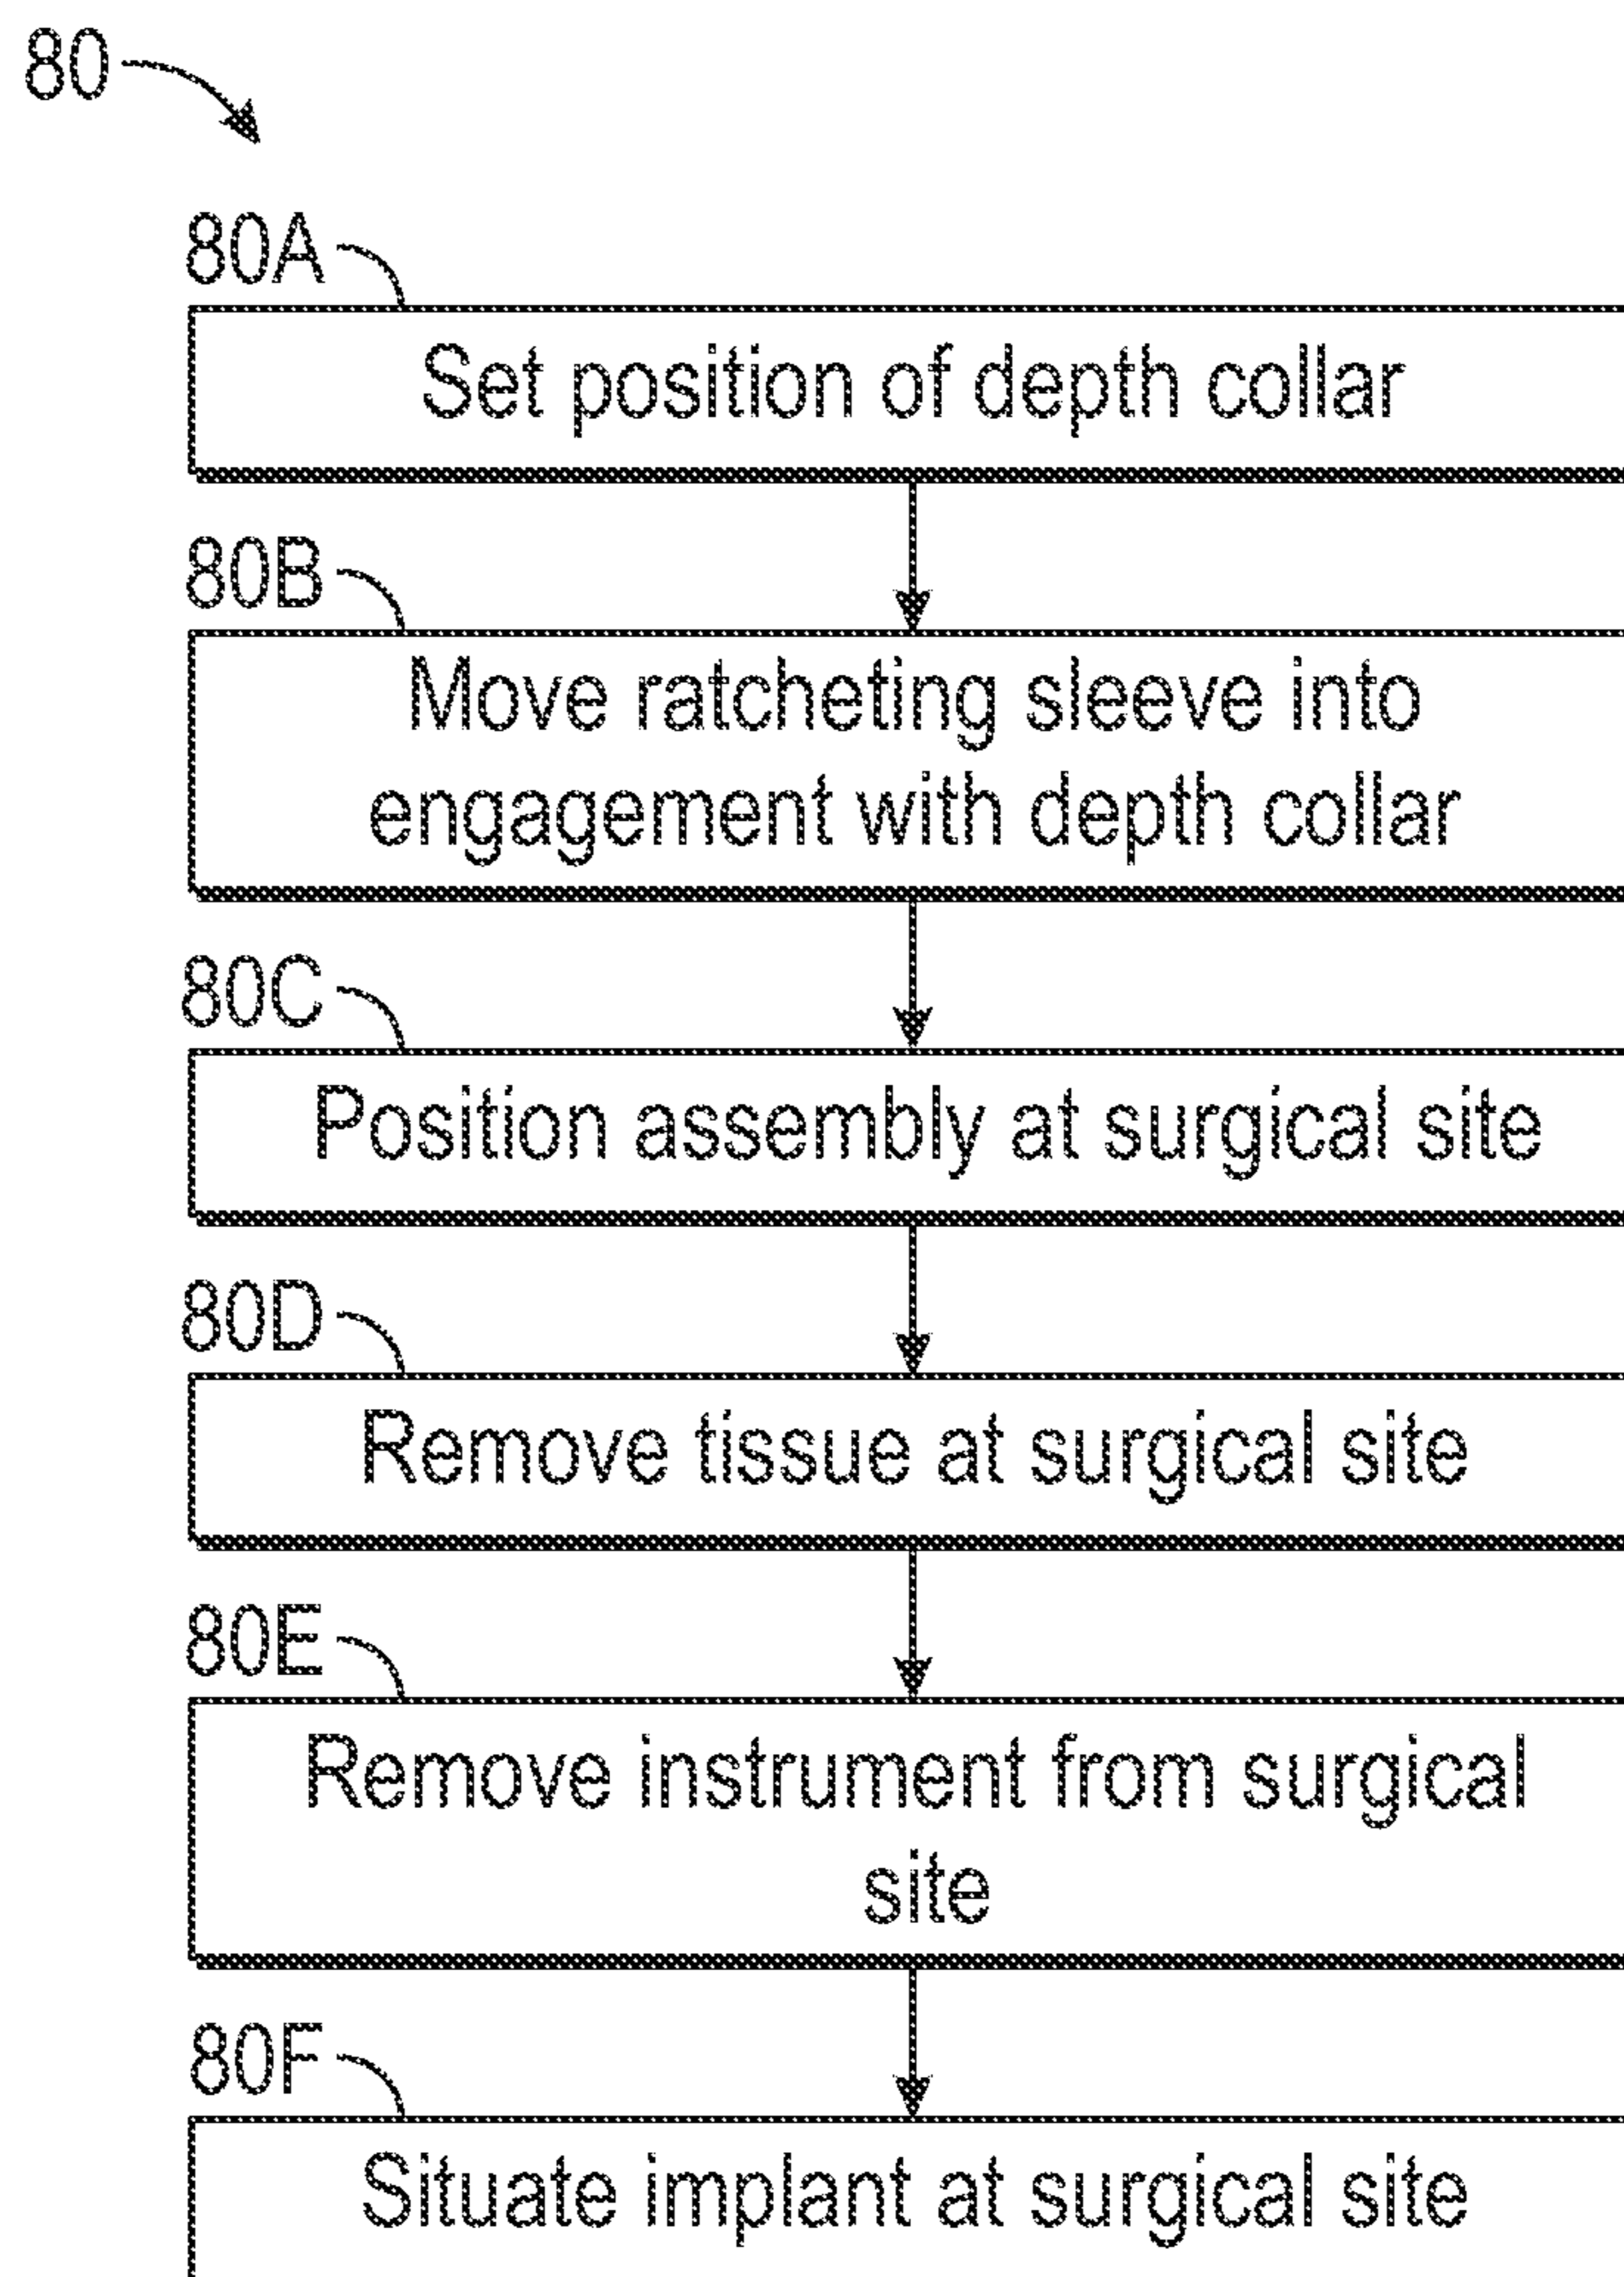 80
80A
Set position of depth collar
80B
Move ratcheting sleeve into
engagement with depth collar
80C
Position assembly at surgical site
80D
Remove tissue at surgical site
80E
Remove instrument from surgical
site
80F
Situate implant at surgical site